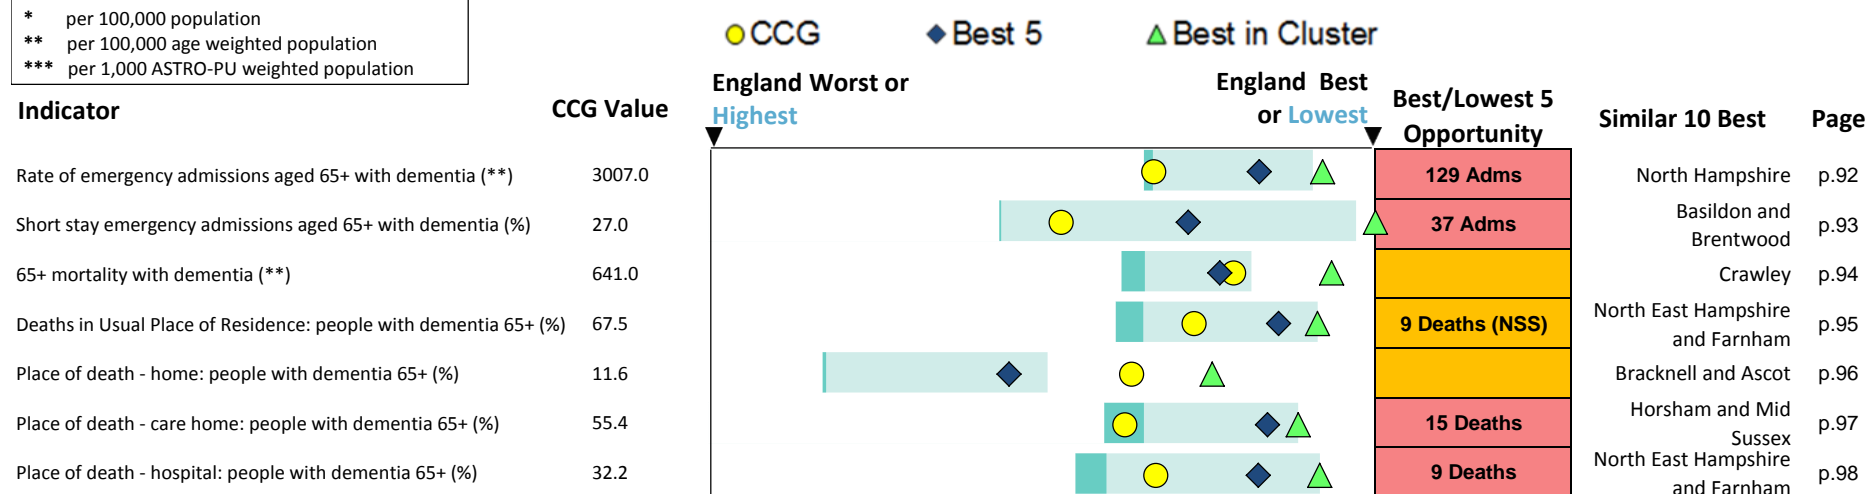 * per 100,000 population
** per 100,000 age weighted population
*** per 1,000 ASTRO-PU weighted population
CCG Best 5 Best in Cluster
Indicator CCG Value
England Worst or
Highest
England Best
or Lowest
Best/Lowest 5
Opportunity
Similar 10 Best Page
Rate of emergency admissions aged 65+ with dementia (**) 3007.0 129 Adms North Hampshire p.92
Short stay emergency admissions aged 65+ with dementia (%) 27.0 37 Adms Basildon and
Brentwood p.93
65+ mortality with dementia (**) 641.0 Crawley p.94
Deaths in Usual Place of Residence: people with dementia 65+ (%) 67.5 9 Deaths (NSS) North East Hampshire
and Farnham p.95
Place of death - home: people with dementia 65+ (%) 11.6 Bracknell and Ascot p.96
Place of death - care home: people with dementia 65+ (%) 55.4 15 Deaths Horsham and Mid
Sussex p.97
Place of death - hospital: people with dementia 65+ (%) 32.2 9 Deaths North East Hampshire
and Farnham p.98